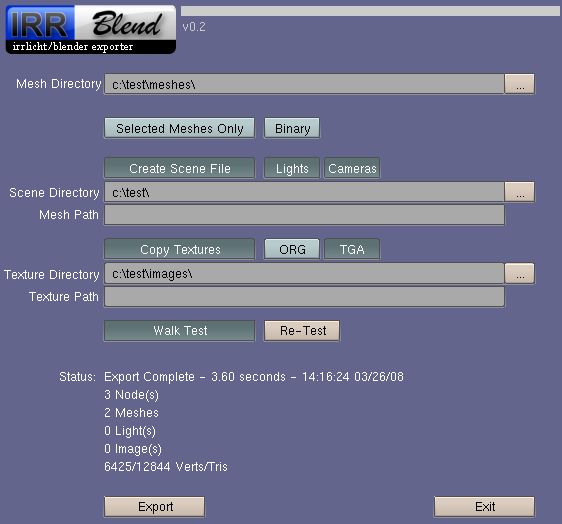 IRR Blend
irrlicht/blender exporter
v0.2
Mesh Directory c:\test\meshes\ ...
Selected Meshes Only Binary
Create Scene File Lights Cameras
Scene Directory c:\test\ ...
Mesh Path
Copy Textures ORG TGA
Texture Directory c:\test\images\ ...
Texture Path
Walk Test Re-Test
Status: Export Complete - 3.60 seconds - 14:16:24 03/26/08
3 Node(s)
2 Meshes
0 Light(s)
0 Image(s)
6425/12844 Verts/Tris
Export Exit